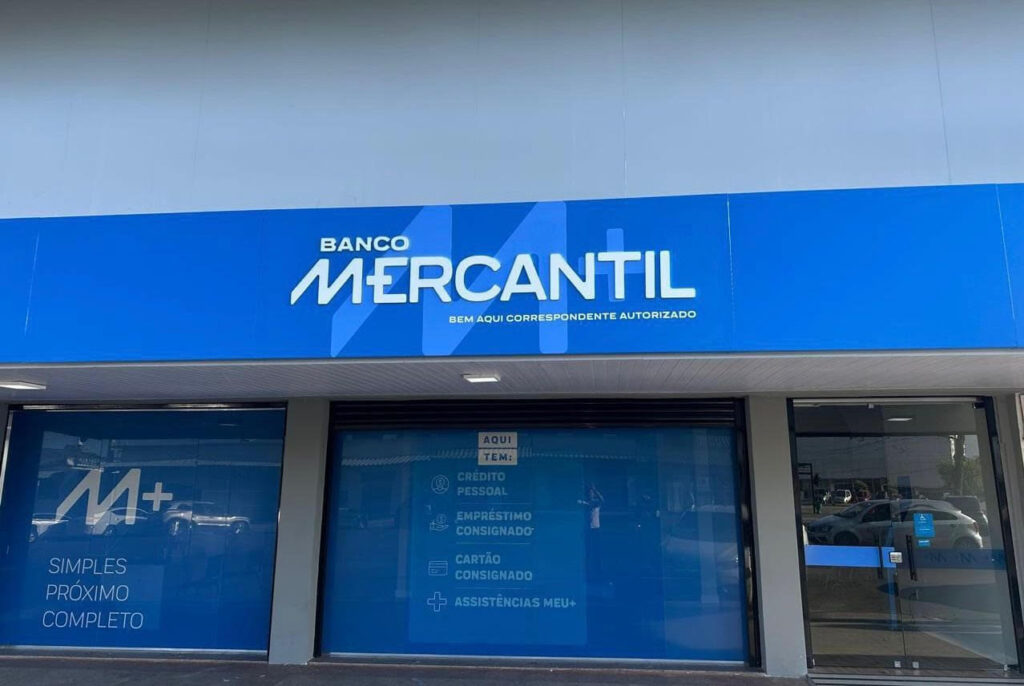 BANCO
MERCANTIL
BEM AQUI CORRESPONDENTE AUTORIZADO
M+
SIMPLES
PRÓXIMO
COMPLETO
AQUI
TEM:
CRÉDITO
PESSOAL
EMPRÉSTIMO
CONSIGNADO
CARTÃO
CONSIGNADO
ASSISTÊNCIAS MEU+